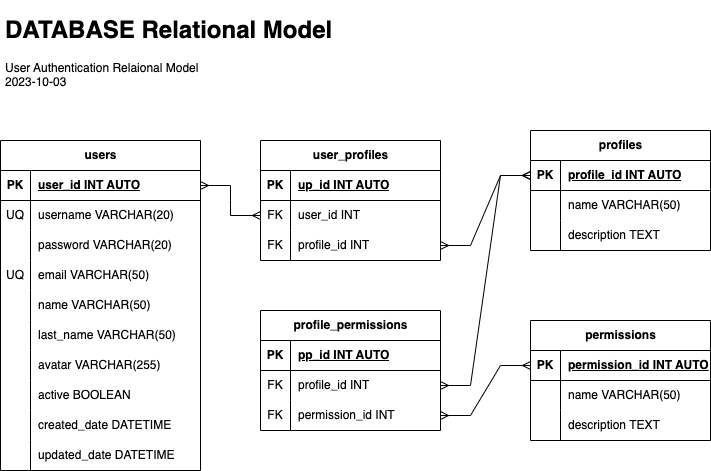 DATABASE Relational Model
User Authentication Relaional Model
2023-10-03
users
PK user_id INT AUTO
UQ username VARCHAR(20)
password VARCHAR(20)
UQ email VARCHAR(50)
name VARCHAR(50)
last_name VARCHAR(50)
avatar VARCHAR(255)
active BOOLEAN
created_date DATETIME
updated_date DATETIME
user_profiles
PK up_id INT AUTO
FK user_id INT
FK profile_id INT
profiles
PK profile_id INT AUTO
name VARCHAR(50)
description TEXT
profile_permissions
PK pp_id INT AUTO
FK profile_id INT
FK permission_id INT
permissions
PK permission_id INT AUTO
name VARCHAR(50)
description TEXT